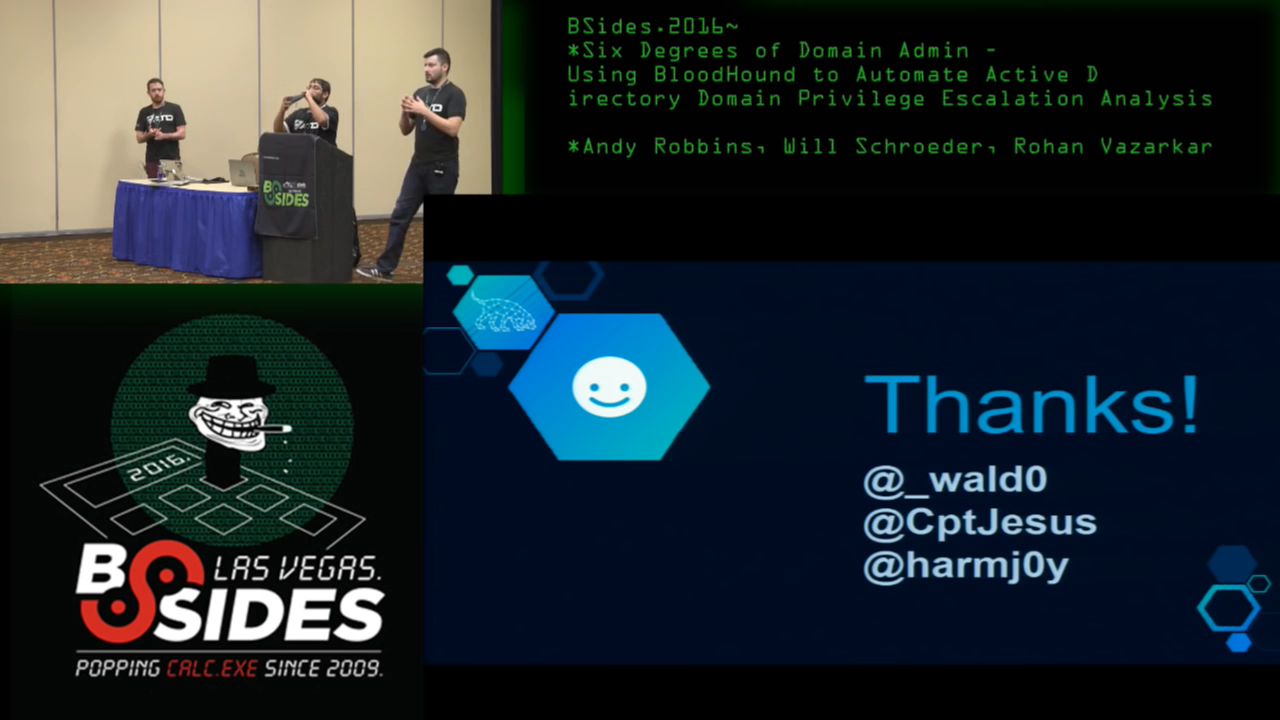 BSides.2016~
*Six Degrees of Domain Admin -
Using BloodHound to Automate Active D
irectory Domain Privilege Escalation Analysis
*Andy Robbins, Will Schroeder, Rohan Vazarkar
BSIDES
Thanks!
@_wald0
@CptJesus
@harmj0y
2016.
BSIDES
LAS VEGAS.
POPPING CALC.EXE SINCE 2009.